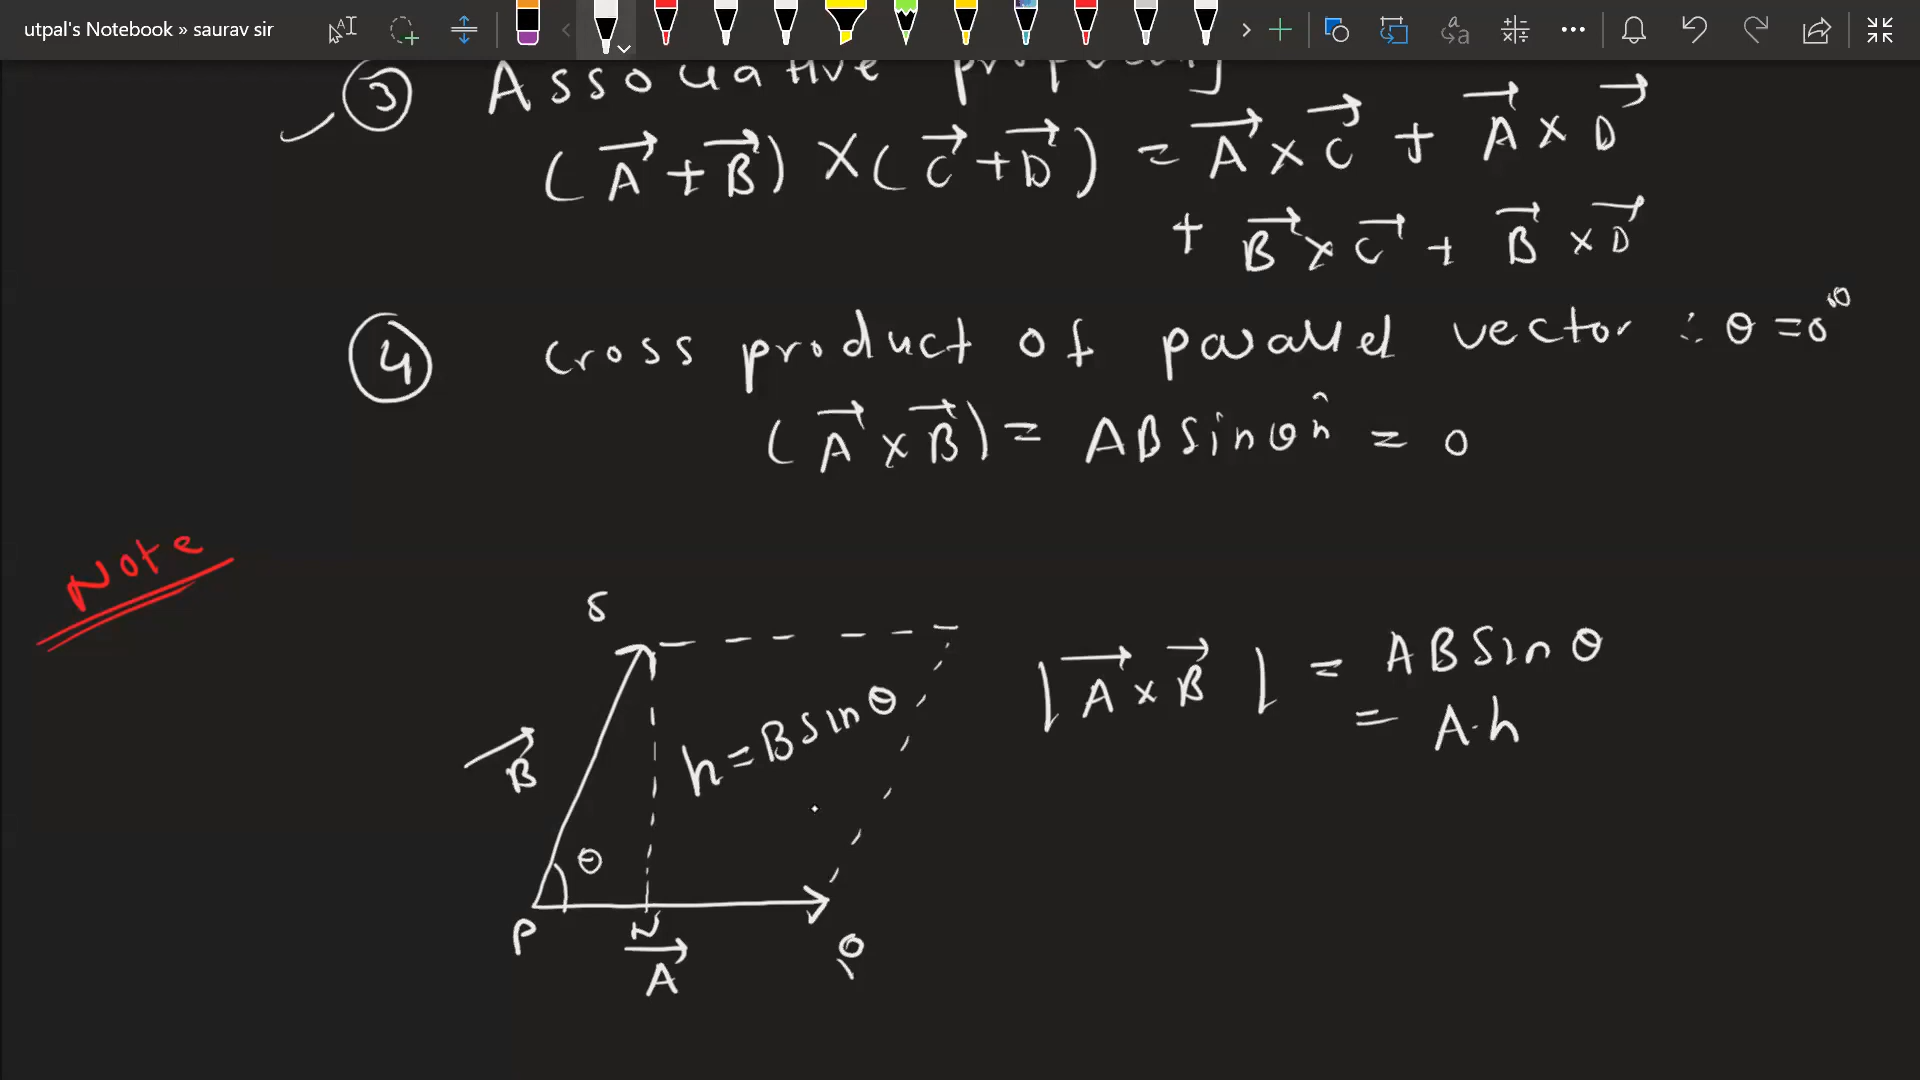 utpal's Notebook » saurav sir
③ Associative property
(A⃗ + B⃗) × (C⃗ + D⃗) = A⃗ × C⃗ + A⃗ × D⃗
+ B⃗ × C⃗ + B⃗ × D⃗
④ cross product of parallel vector ∴ θ = 0°
(A⃗ × B⃗) = AB Sinθ n̂ = 0
Note
S
|A⃗ × B⃗| = AB Sin θ
h = B sin θ
= A·h
B⃗
θ
P
N
Q
A⃗